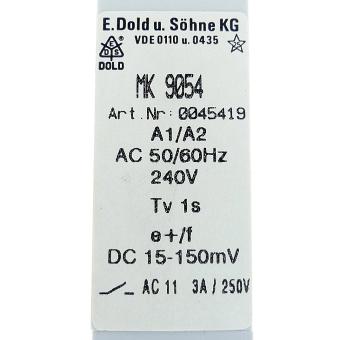 E.Dold u. Söhne KG
VDE 0110 u. 0435
EDS
DOLD
MK 9054
Art.Nr:0045419
A1/A2
AC 50/60Hz
240V
Tv 1s
e+/f
DC 15-150mV
AC 11 3A/250V